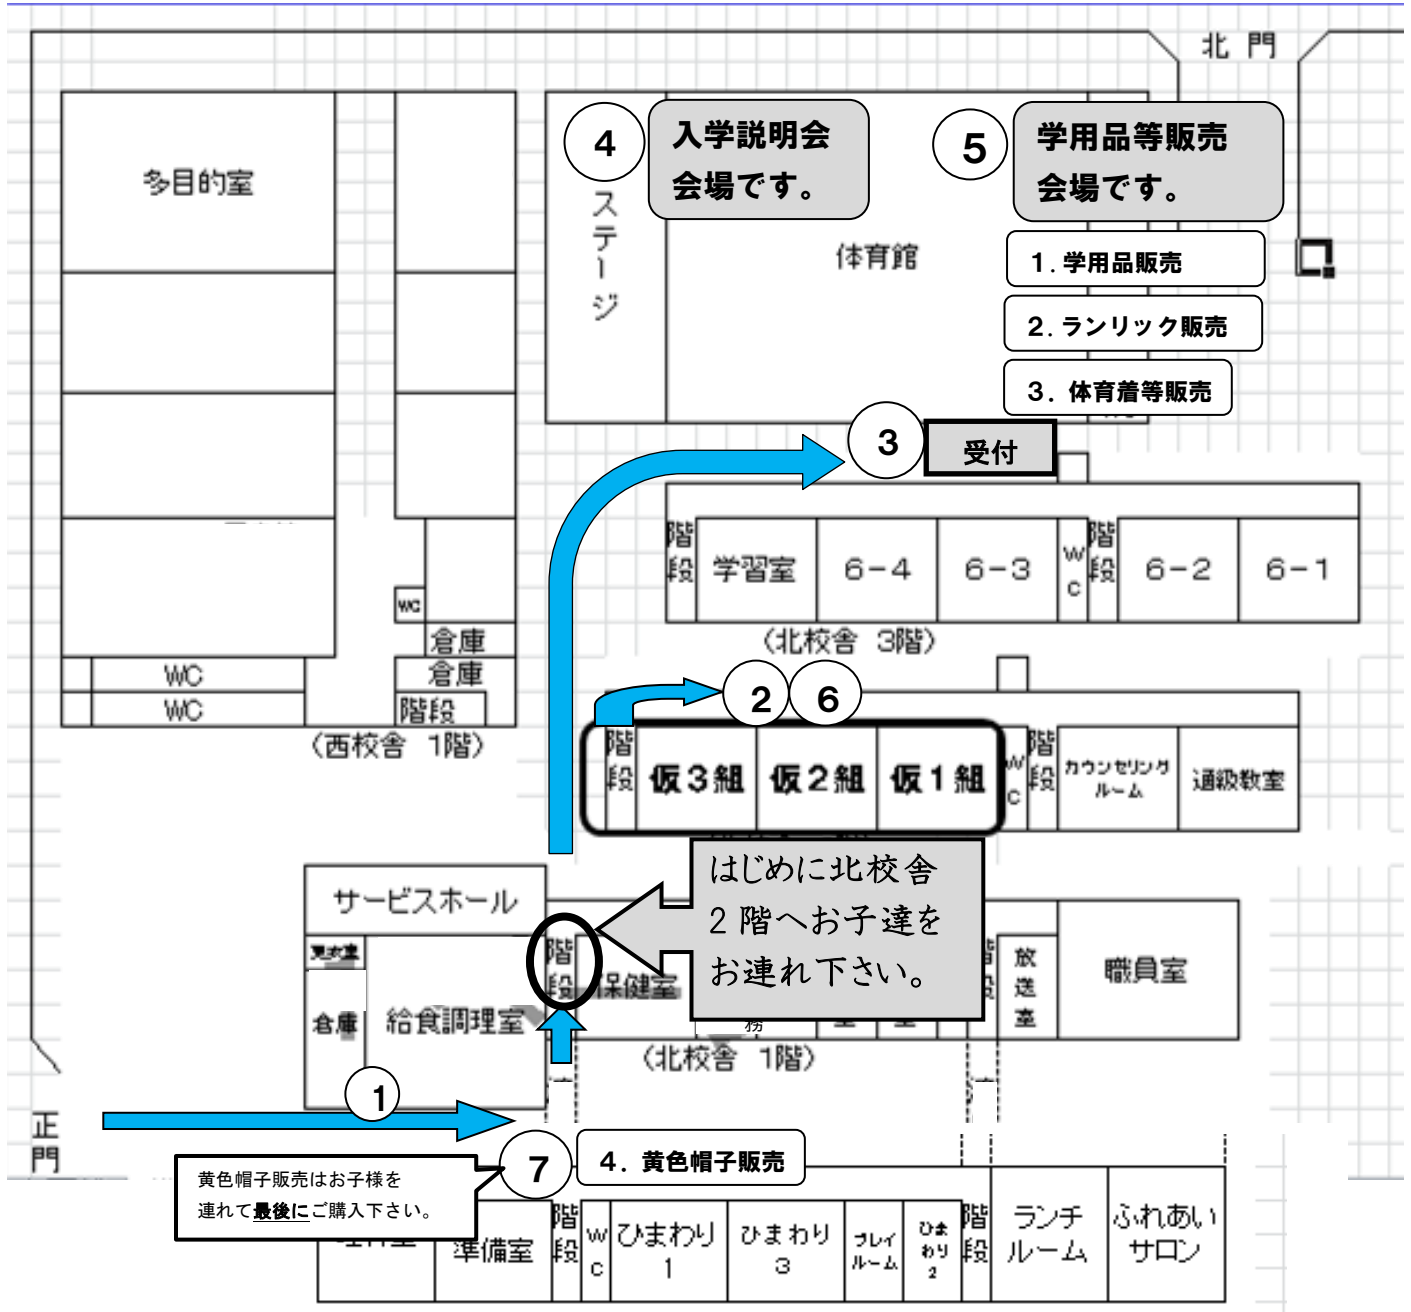 北 門
④
入学説明会
会場です。
⑤
学用品等販売
会場です。
多目的室
ステージ
体育館
1. 学用品販売
2. ランリック販売
3. 体育着等販売
③
受付
階段
学習室
6-4
6-3
WC
階段
6-2
6-1
(北校舎 3階)
WC
倉庫
倉庫
階段
WC
WC
(西校舎 1階)
②
⑥
階段
仮3組
仮2組
仮1組
WC
階段
カウンセリング
ルーム
通級教室
はじめに北校舎
2階へお子達を
お連れ下さい。
サービスホール
更衣室
倉庫
給食調理室
階段
保健室
務
放送室
職員室
(北校舎 1階)
①
正門
⑦
4. 黄色帽子販売
黄色帽子販売はお子様を
連れて最後にご購入下さい。
準備室
階段
WC
ひまわり
1
ひまわり
3
プレイ
ルーム
ひま
わり
2
階段
ランチ
ルーム
ふれあい
サロン